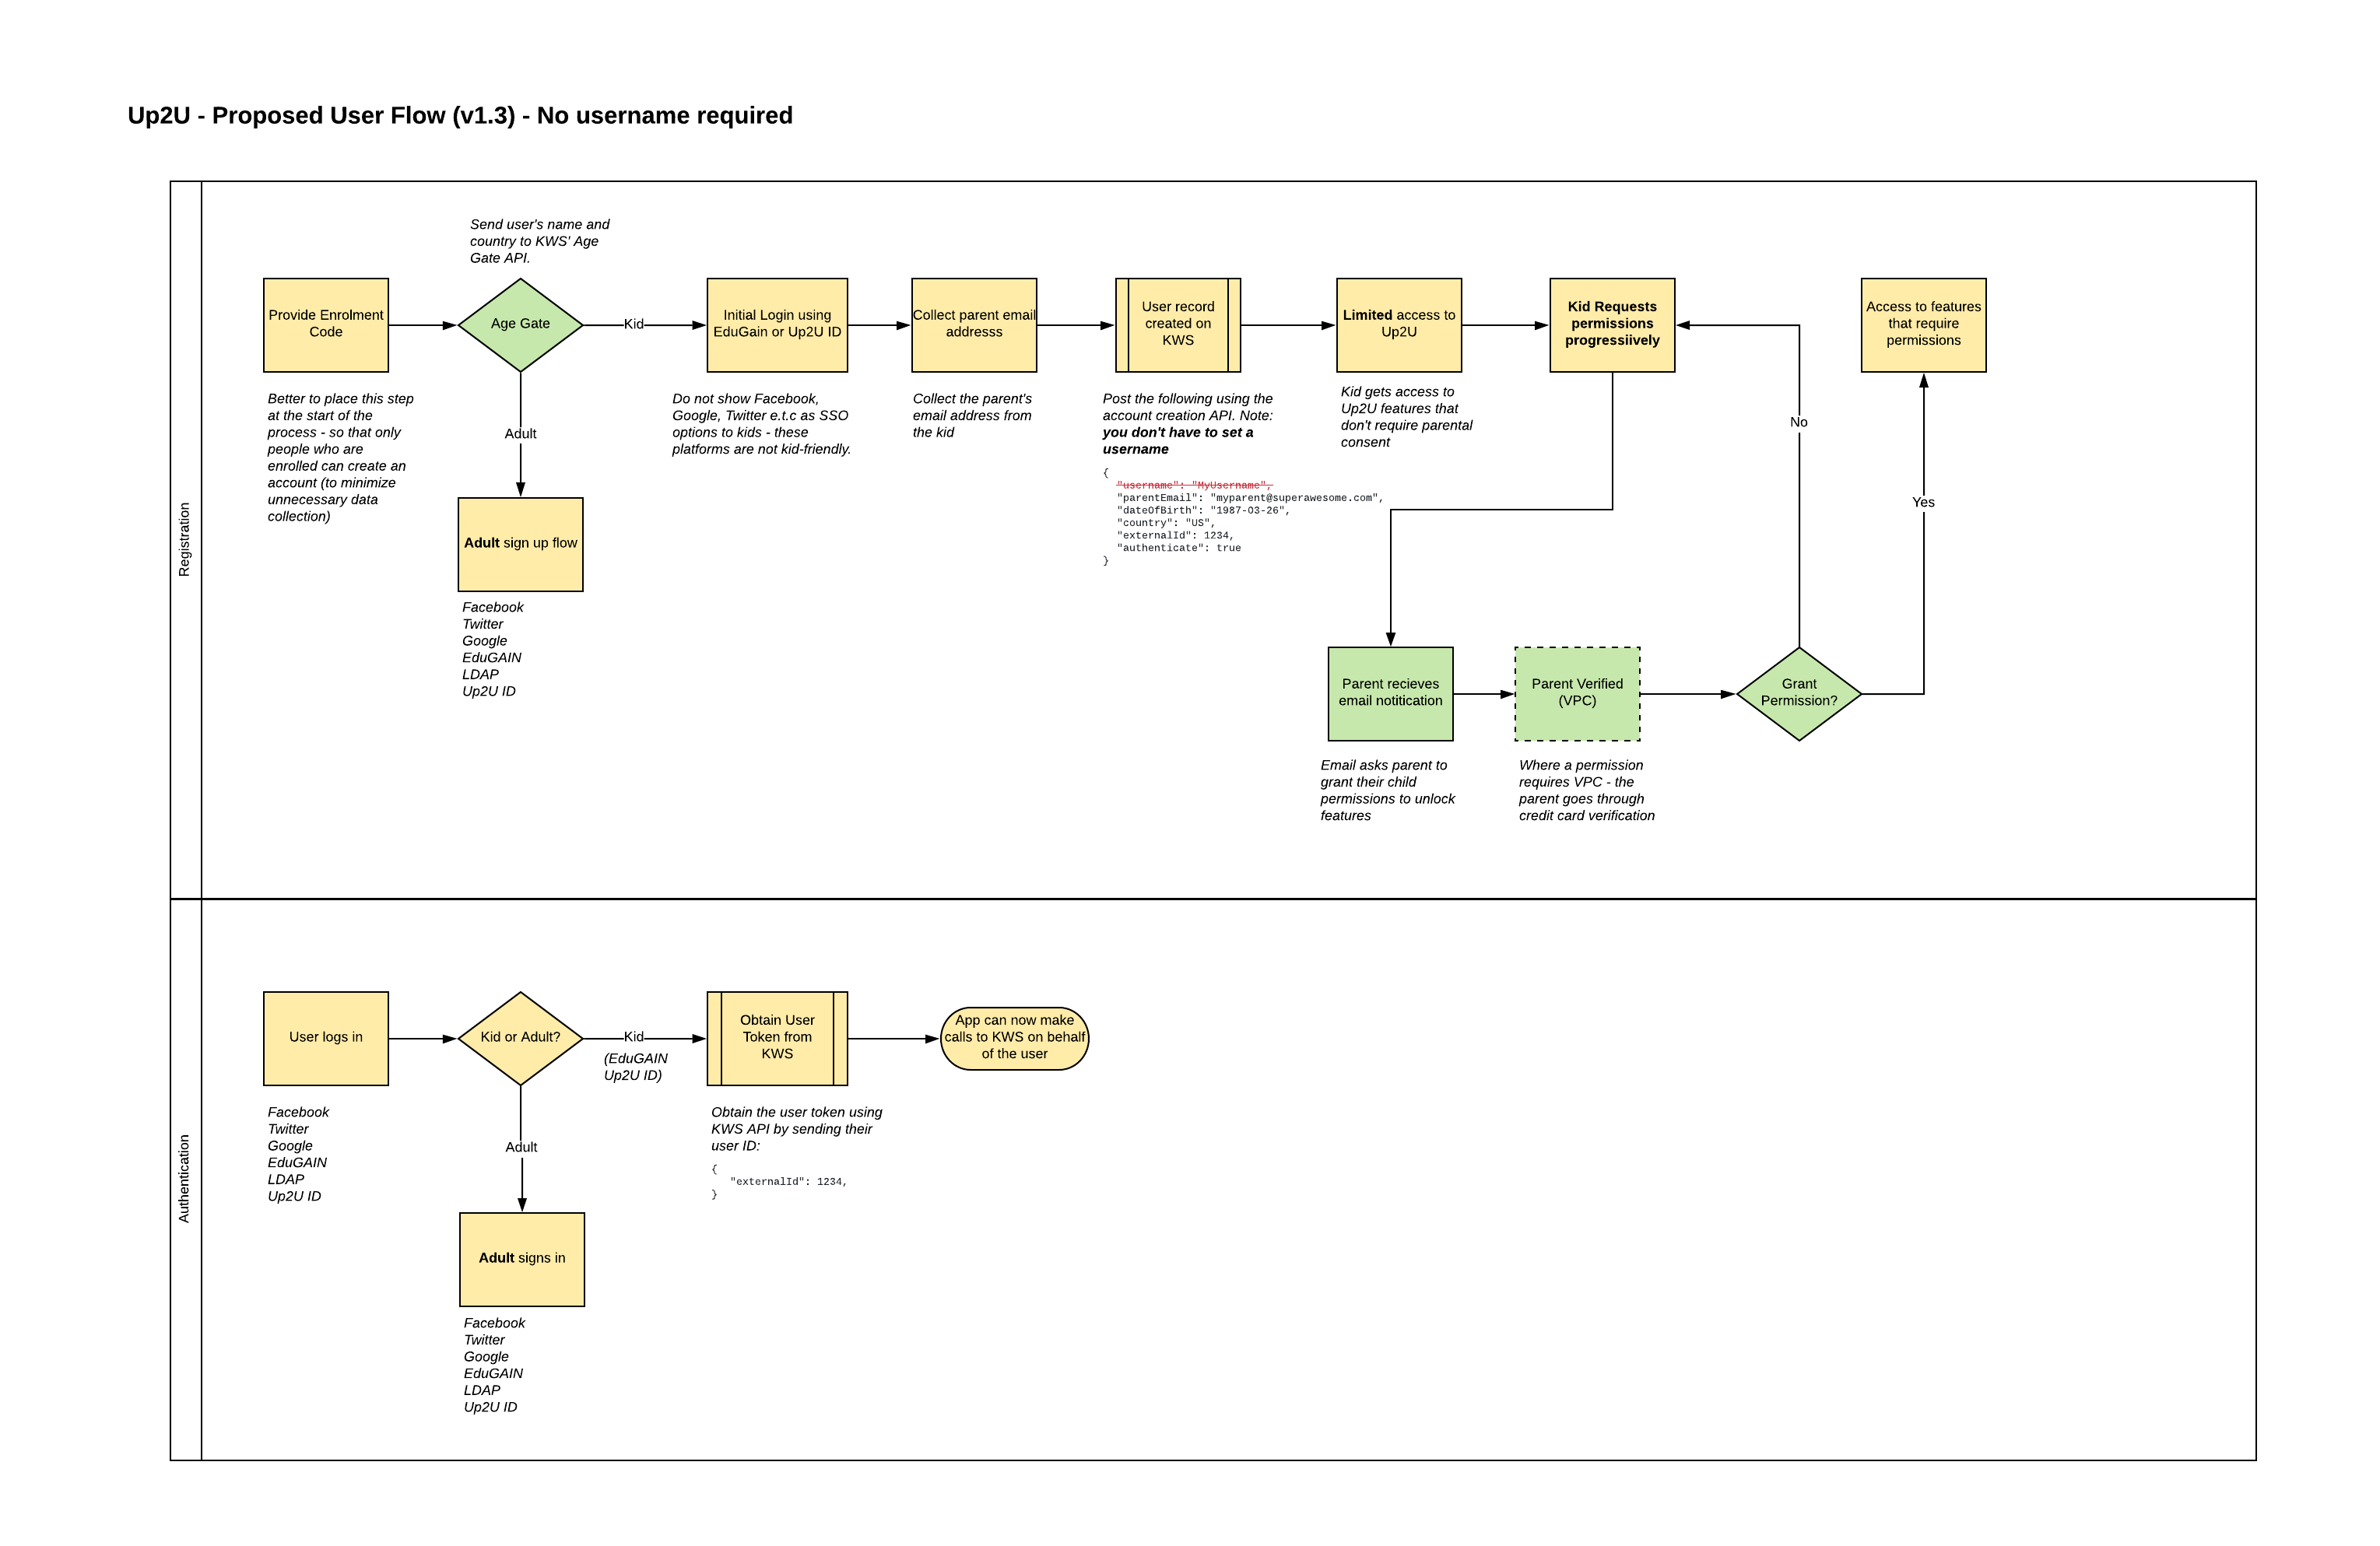 Up2U - Proposed User Flow (v1.3) - No username required
Registration
Send user's name and
country to KWS' Age
Gate API.
Provide Enrolment
Code
Age Gate
Kid
Initial Login using
EduGain or Up2U ID
Collect parent email
addresss
User record
created on
KWS
Limited access to
Up2U
Kid Requests
permissions
progressiively
Access to features
that require
permissions
Better to place this step
at the start of the
process - so that only
people who are
enrolled can create an
account (to minimize
unnecessary data
collection)
Adult
Adult sign up flow
Facebook
Twitter
Google
EduGAIN
LDAP
Up2U ID
Do not show Facebook,
Google, Twitter e.t.c as SSO
options to kids - these
platforms are not kid-friendly.
Collect the parent's
email address from
the kid
Post the following using the
account creation API. Note:
you don't have to set a
username
{
"username": "MyUsername",
"parentEmail": "myparent@superawesome.com",
"dateOfBirth": "1987-03-26",
"country": "US",
"externalId": 1234,
"authenticate": true
}
Kid gets access to
Up2U features that
don't require parental
consent
No
Yes
Parent recieves
email notitication
Parent Verified
(VPC)
Grant
Permission?
Email asks parent to
grant their child
permissions to unlock
features
Where a permission
requires VPC - the
parent goes through
credit card verification
Authentication
User logs in
Kid or Adult?
Kid
(EduGAIN
Up2U ID)
Obtain User
Token from
KWS
App can now make
calls to KWS on behalf
of the user
Facebook
Twitter
Google
EduGAIN
LDAP
Up2U ID
Adult
Adult signs in
Facebook
Twitter
Google
EduGAIN
LDAP
Up2U ID
Obtain the user token using
KWS API by sending their
user ID:
{
"externalId": 1234,
}